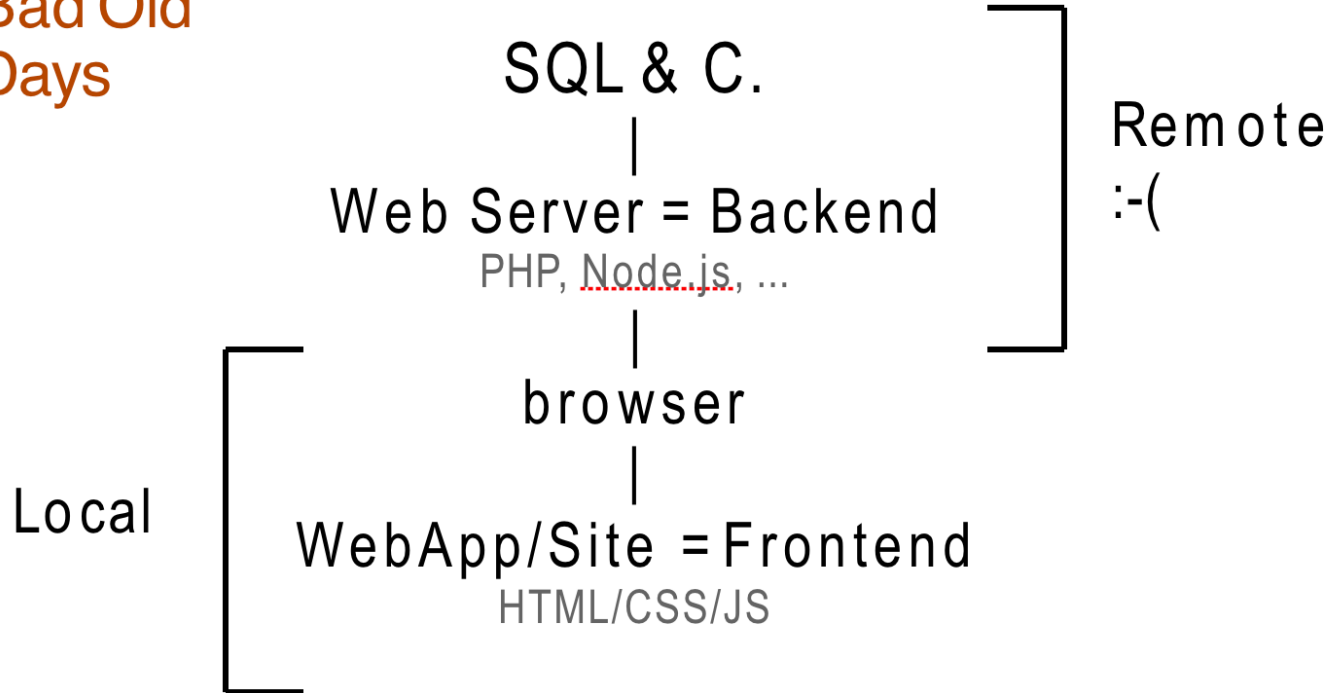 Bad Old
Days
SQL & C.
Remote
:-(
Web Server = Backend
PHP, Node.js, ...
browser
Local
WebApp/Site = Frontend
HTML/CSS/JS